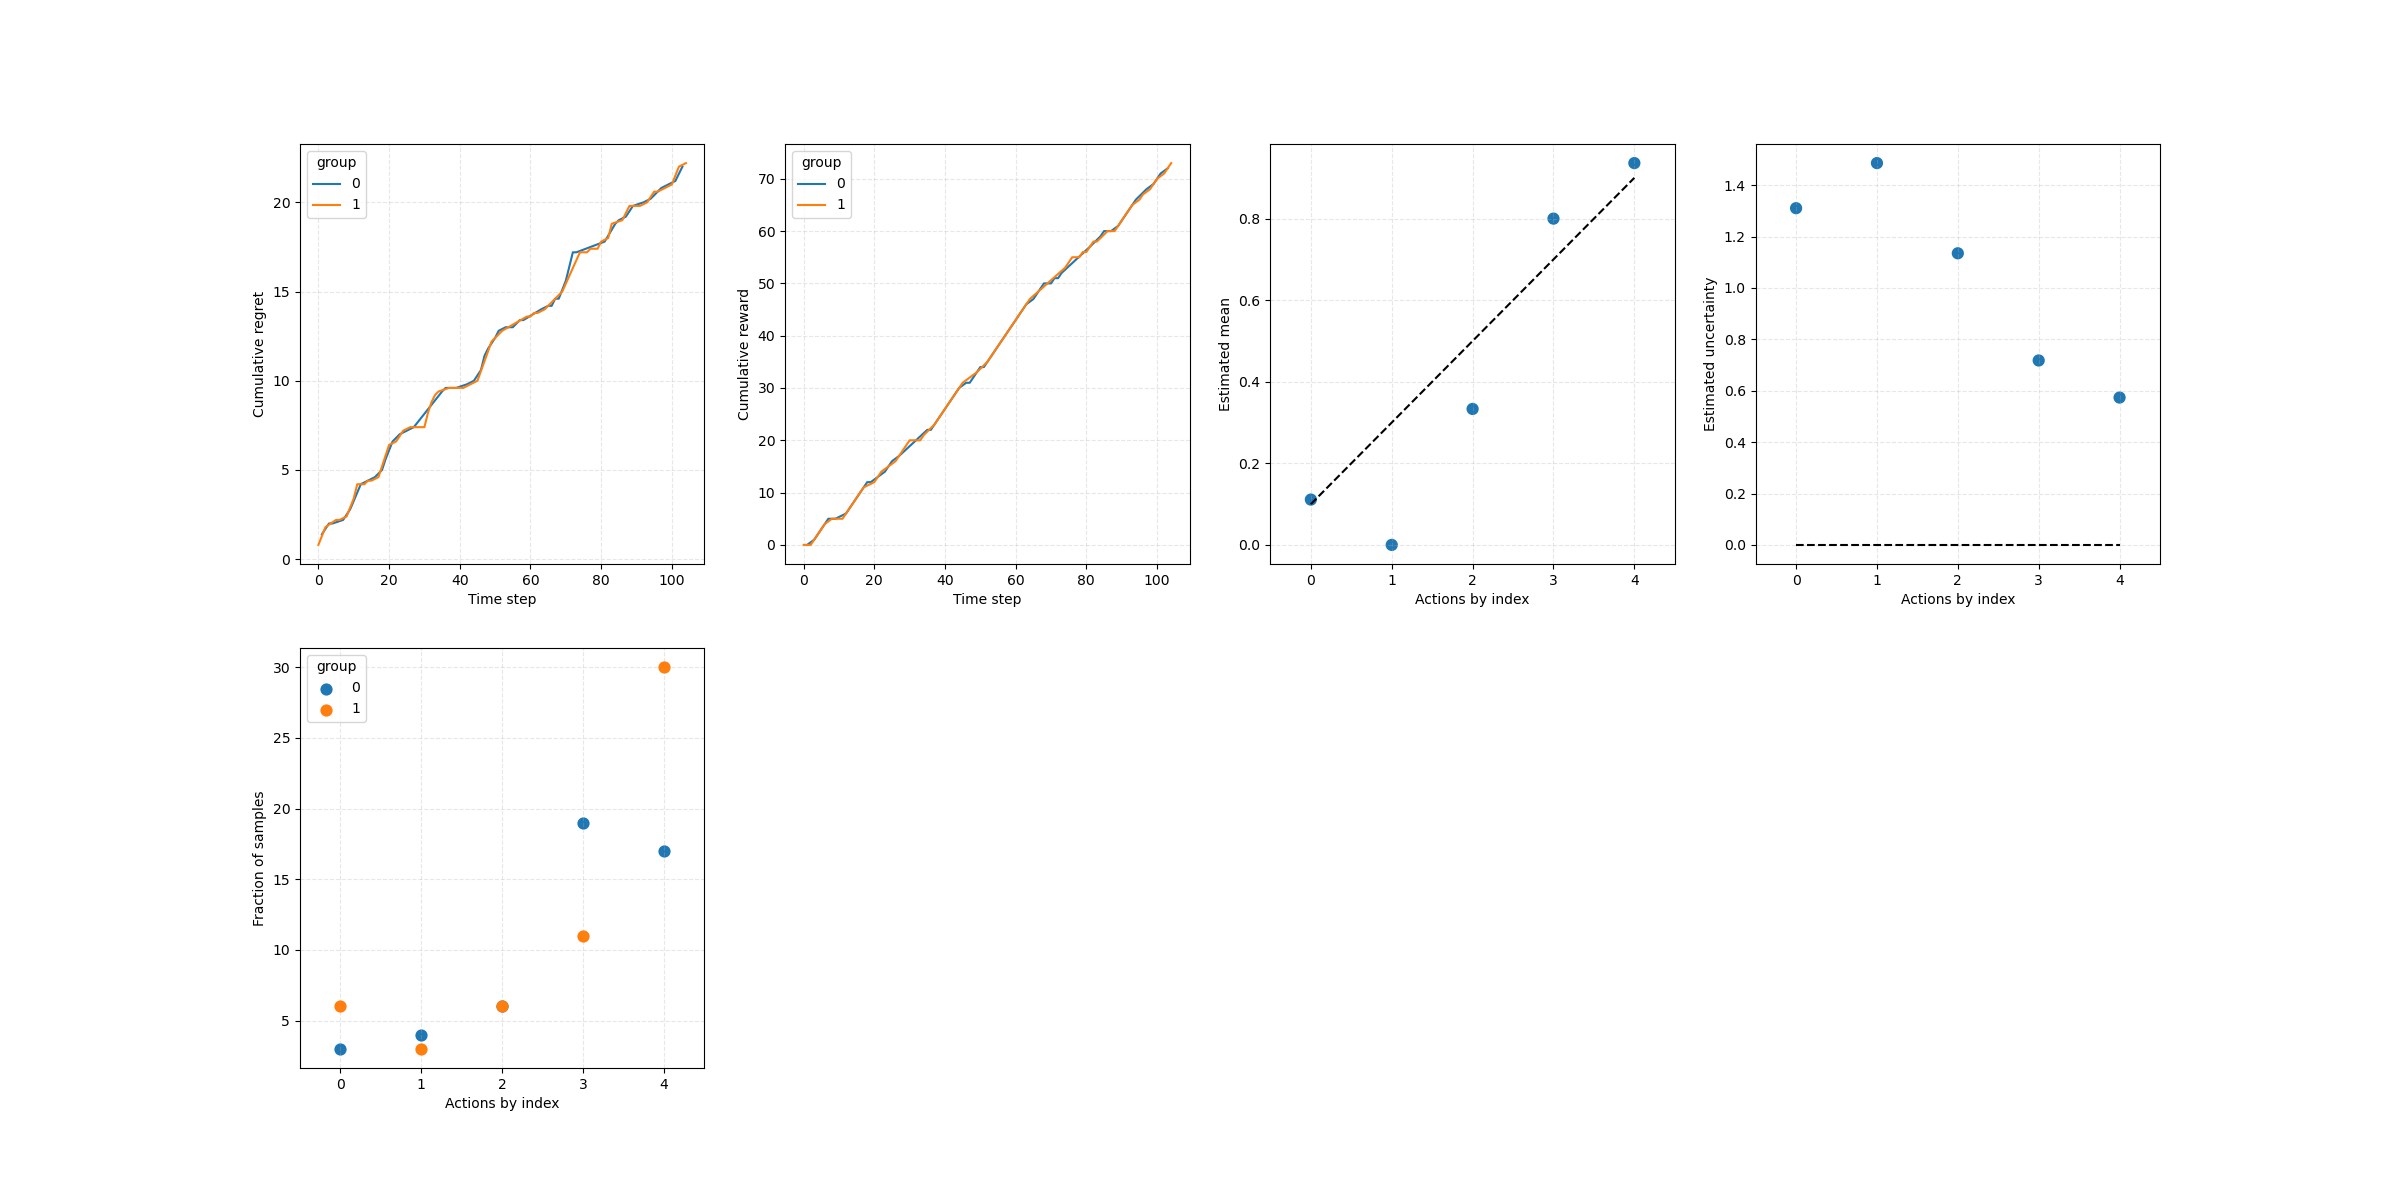 group
0
1
20
15
10
5
0
Cumulative regret
0 20 40 60 80 100
Time step
group
0
1
70
60
50
40
30
20
10
0
Cumulative reward
0 20 40 60 80 100
Time step
0.8
0.6
0.4
0.2
0.0
Estimated mean
0 1 2 3 4
Actions by index
1.4
1.2
1.0
0.8
0.6
0.4
0.2
0.0
Estimated uncertainty
0 1 2 3 4
Actions by index
group
0
1
30
25
20
15
10
5
Fraction of samples
0 1 2 3 4
Actions by index